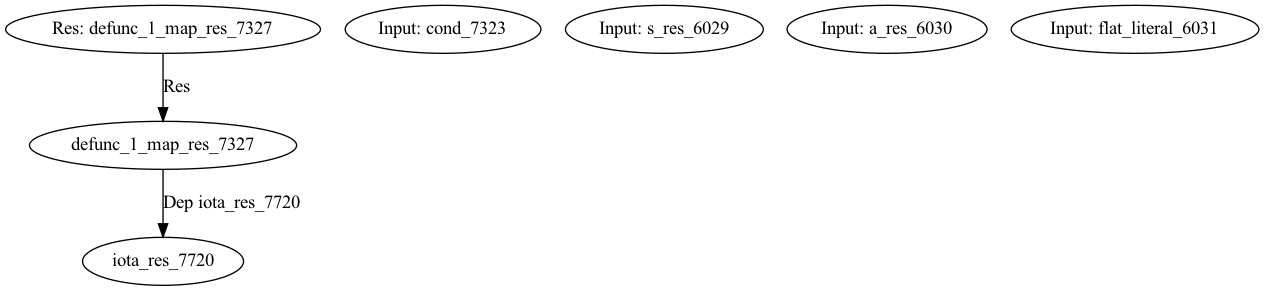 Res: defunc_1_map_res_7327
Input: cond_7323
Input: s_res_6029
Input: a_res_6030
Input: flat_literal_6031
Res
defunc_1_map_res_7327
Dep iota_res_7720
iota_res_7720